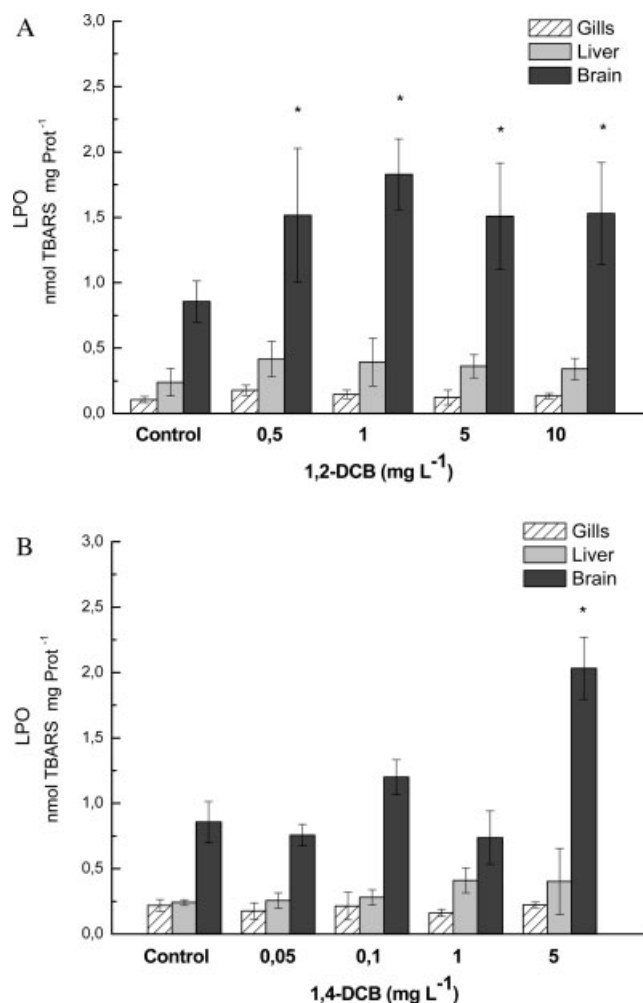 A
Gills
Liver
Brain
3,0
2,5
2,0
1,5
1,0
0,5
0,0
LPO
nmol TBARS mg Prot⁻¹
* * * *
Control 0,5 1 5 10
1,2-DCB (mg L⁻¹)
B
Gills
Liver
Brain
3,0
2,5
2,0
1,5
1,0
0,5
0,0
LPO
nmol TBARS mg Prot⁻¹
*
Control 0,05 0,1 1 5
1,4-DCB (mg L⁻¹)